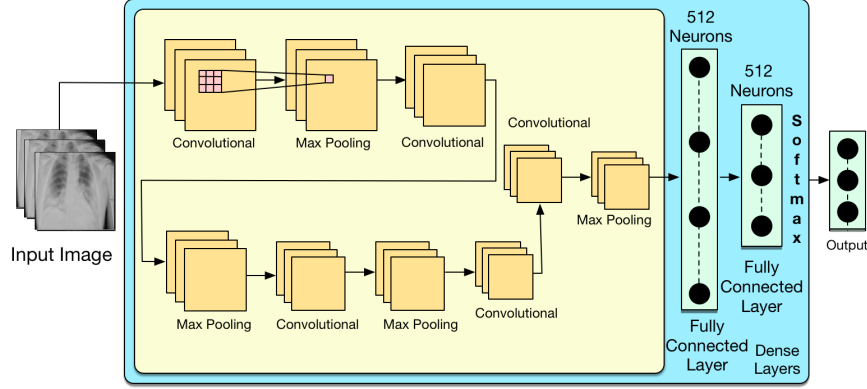 Input Image
Convolutional
Max Pooling
Convolutional
Max Pooling
Convolutional
Max Pooling
Convolutional
Convolutional
Max Pooling
512
Neurons
Fully
Connected
Layer
512
Neurons
Fully
Connected
Layer
Softmax
Dense
Layers
Output